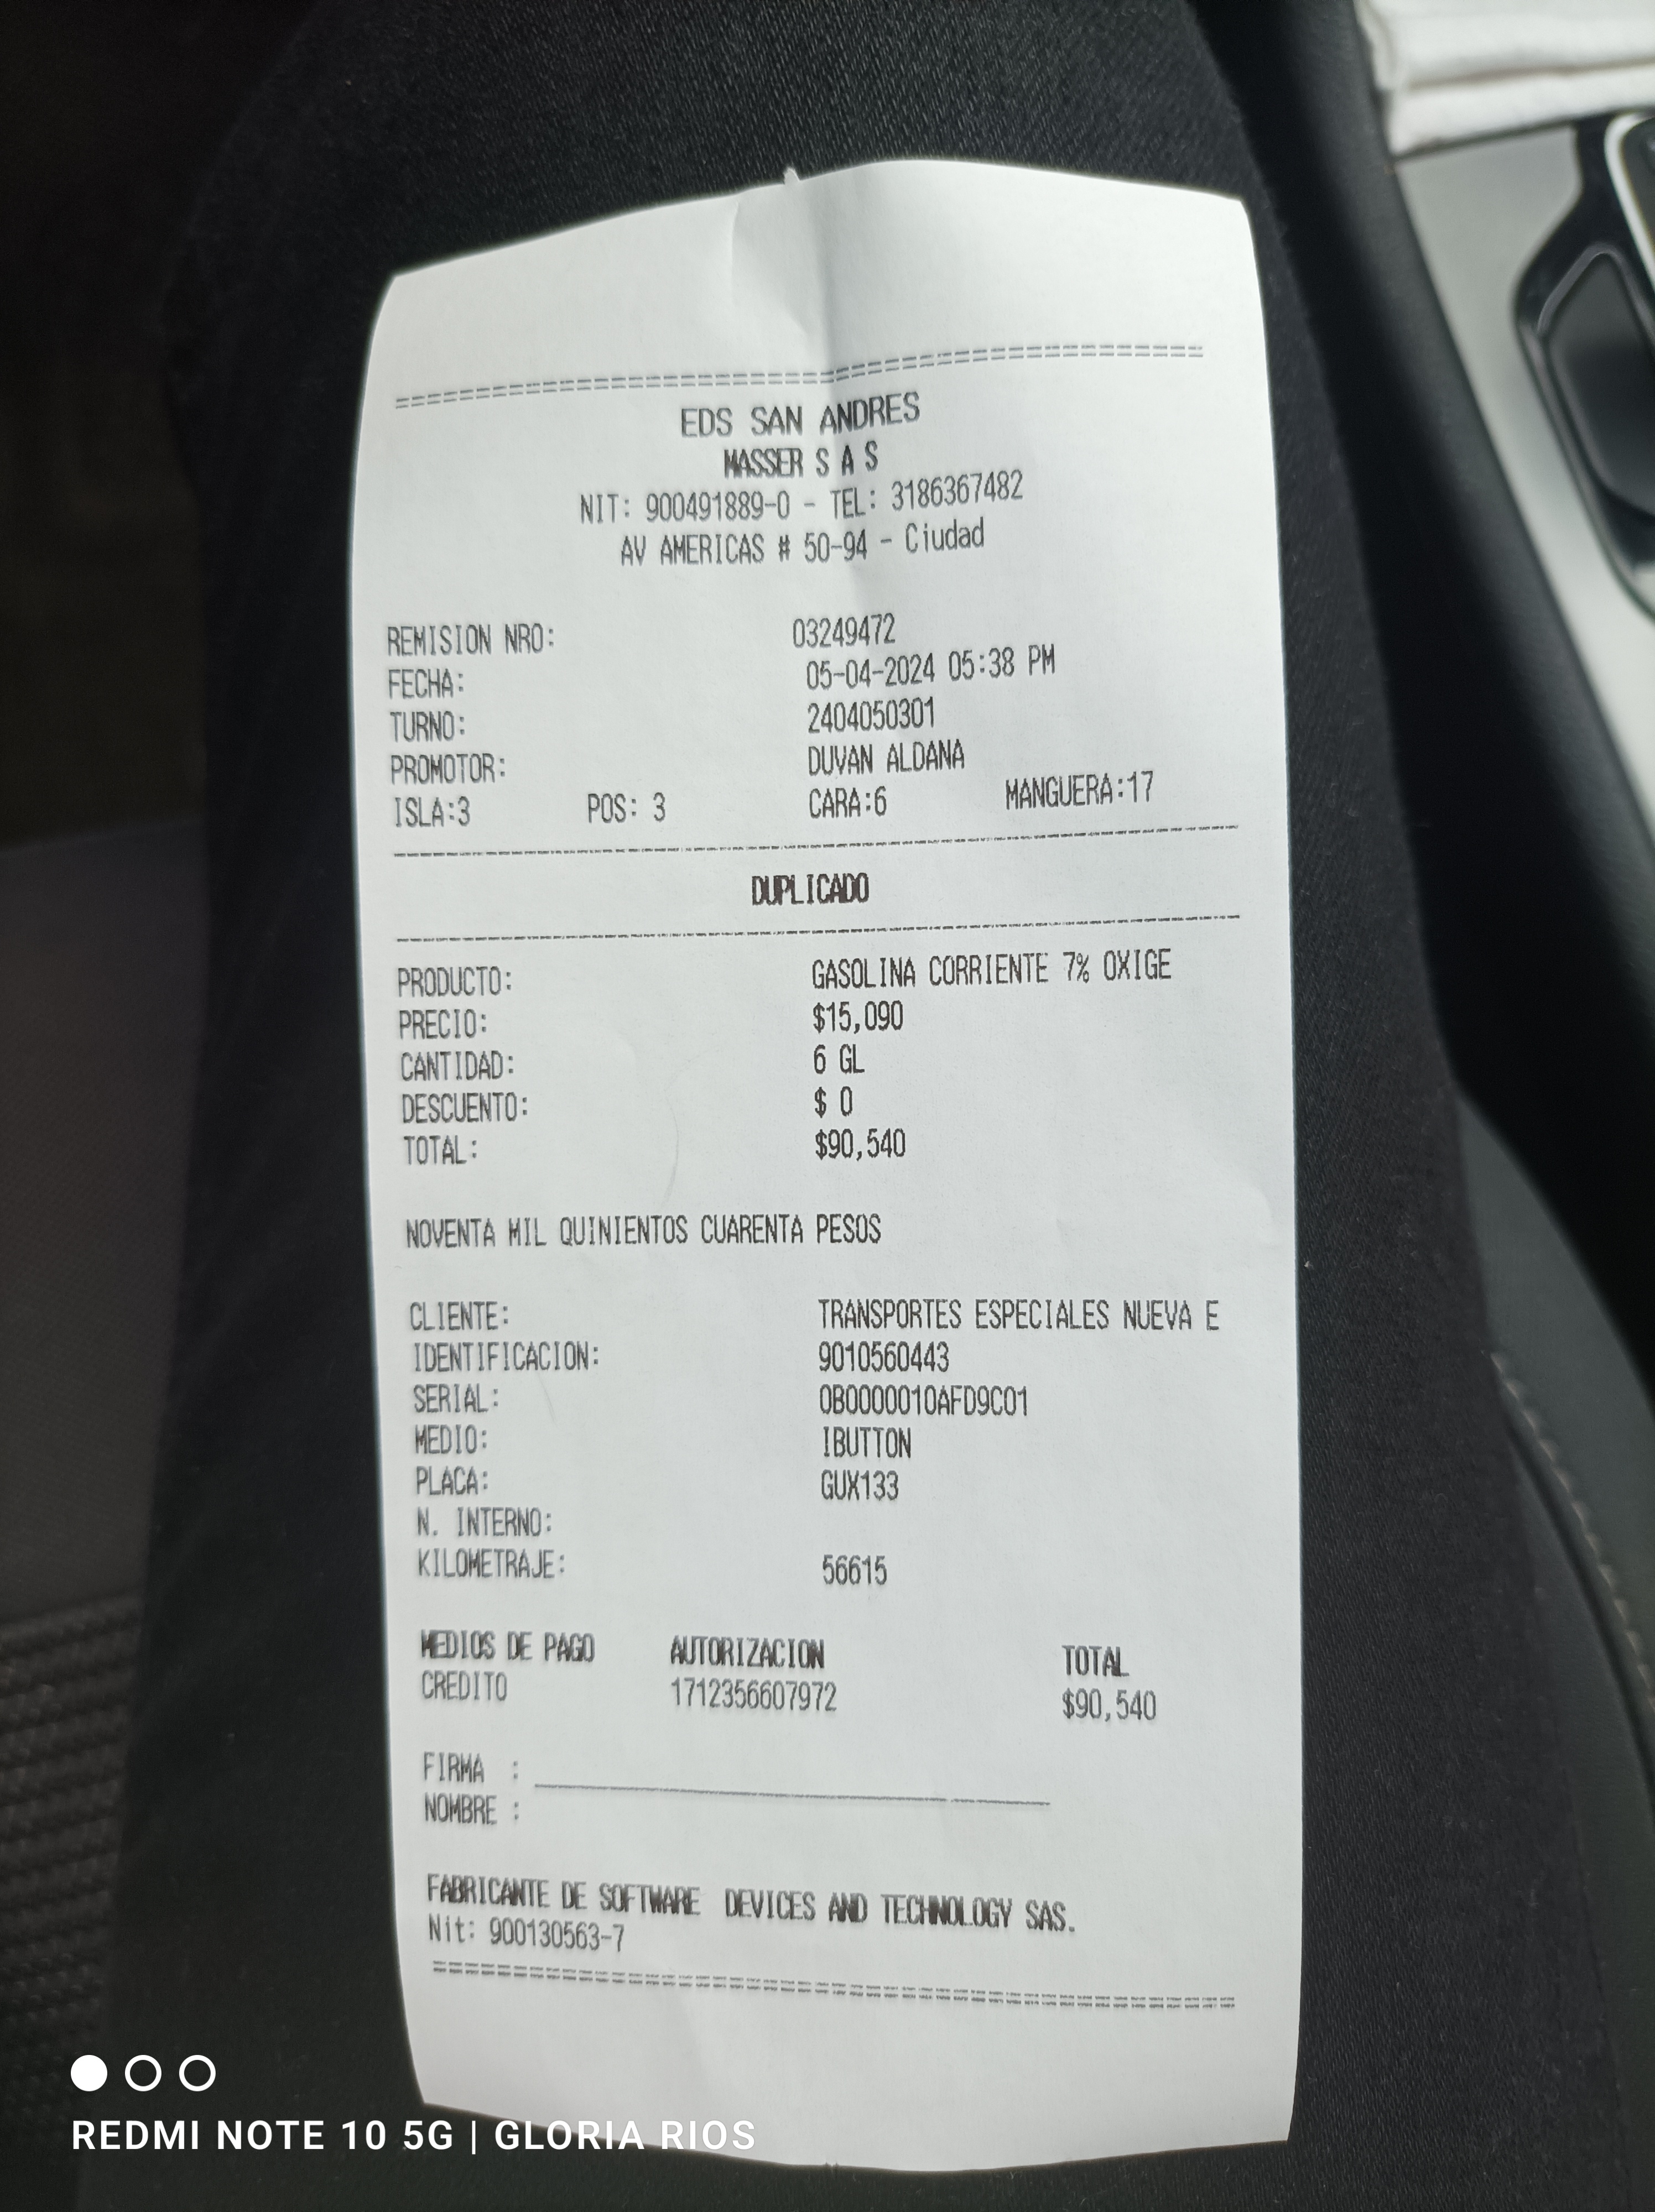 EDS SAN ANDRES
MASSER S A S
NIT: 900491889-0 - TEL: 3186367482
AV AMERICAS # 50-94 - Ciudad
REMISION NRO: 03249472
FECHA: 05-04-2024 05:38 PM
TURNO: 2404050301
PROMOTOR: DUVAN ALDANA
ISLA:3 POS: 3 CARA:6 MANGUERA:17
DUPLICADO
PRODUCTO: GASOLINA CORRIENTE 7% OXIGE
PRECIO: $15,090
CANTIDAD: 6 GL
DESCUENTO: $ 0
TOTAL: $90,540
NOVENTA MIL QUINIENTOS CUARENTA PESOS
CLIENTE: TRANSPORTES ESPECIALES NUEVA E
IDENTIFICACION: 9010560443
SERIAL: 0B0000010AFD9C01
MEDIO: IBUTTON
PLACA: GUX133
N. INTERNO:
KILOMETRAJE: 56615
MEDIOS DE PAGO AUTORIZACION TOTAL
CREDITO 1712356607972 $90,540
FIRMA :
NOMBRE :
FABRICANTE DE SOFTWARE DEVICES AND TECHNOLOGY SAS.
Nit: 900130563-7
REDMI NOTE 10 5G | GLORIA RIOS